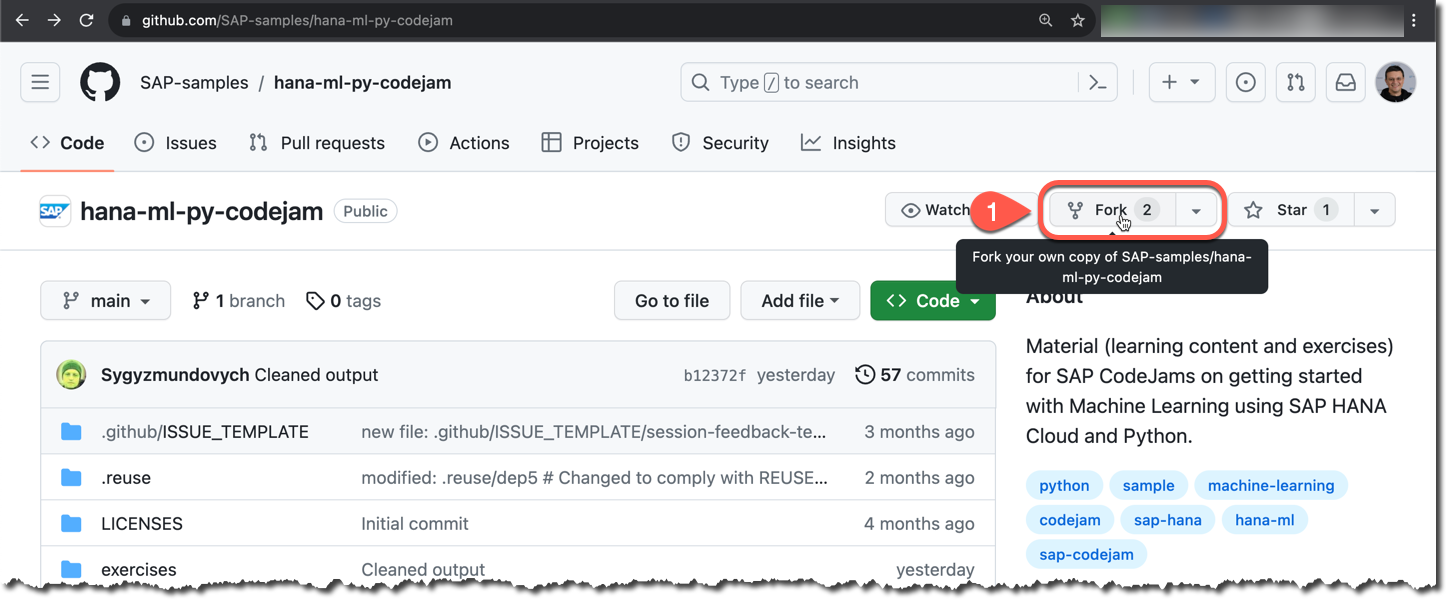 github.com/SAP-samples/hana-ml-py-codejam
SAP-samples / hana-ml-py-codejam
Type / to search
Code Issues Pull requests Actions Projects Security Insights
SAP hana-ml-py-codejam Public
Watch 1 Fork 2 Star 1
Fork your own copy of SAP-samples/hana-
ml-py-codejam
main 1 branch 0 tags Go to file Add file Code
About
Sygyzmundovych Cleaned output b12372f yesterday 57 commits
.github/ISSUE_TEMPLATE new file: .github/ISSUE_TEMPLATE/session-feedback-te... 3 months ago
.reuse modified: .reuse/dep5 # Changed to comply with REUSE... 2 months ago
LICENSES Initial commit 4 months ago
exercises Cleaned output yesterday
Material (learning content and exercises)
for SAP CodeJams on getting started
with Machine Learning using SAP HANA
Cloud and Python.
python sample machine-learning
codejam sap-hana hana-ml
sap-codejam